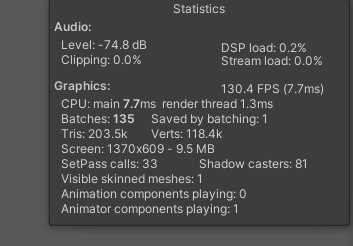 Statistics
Audio:
Level: -74.8 dB DSP load: 0.2%
Clipping: 0.0% Stream load: 0.0%
Graphics: 130.4 FPS (7.7ms)
CPU: main 7.7ms render thread 1.3ms
Batches: 135 Saved by batching: 1
Tris: 203.5k Verts: 118.4k
Screen: 1370x609 - 9.5 MB
SetPass calls: 33 Shadow casters: 81
Visible skinned meshes: 1
Animation components playing: 0
Animator components playing: 1